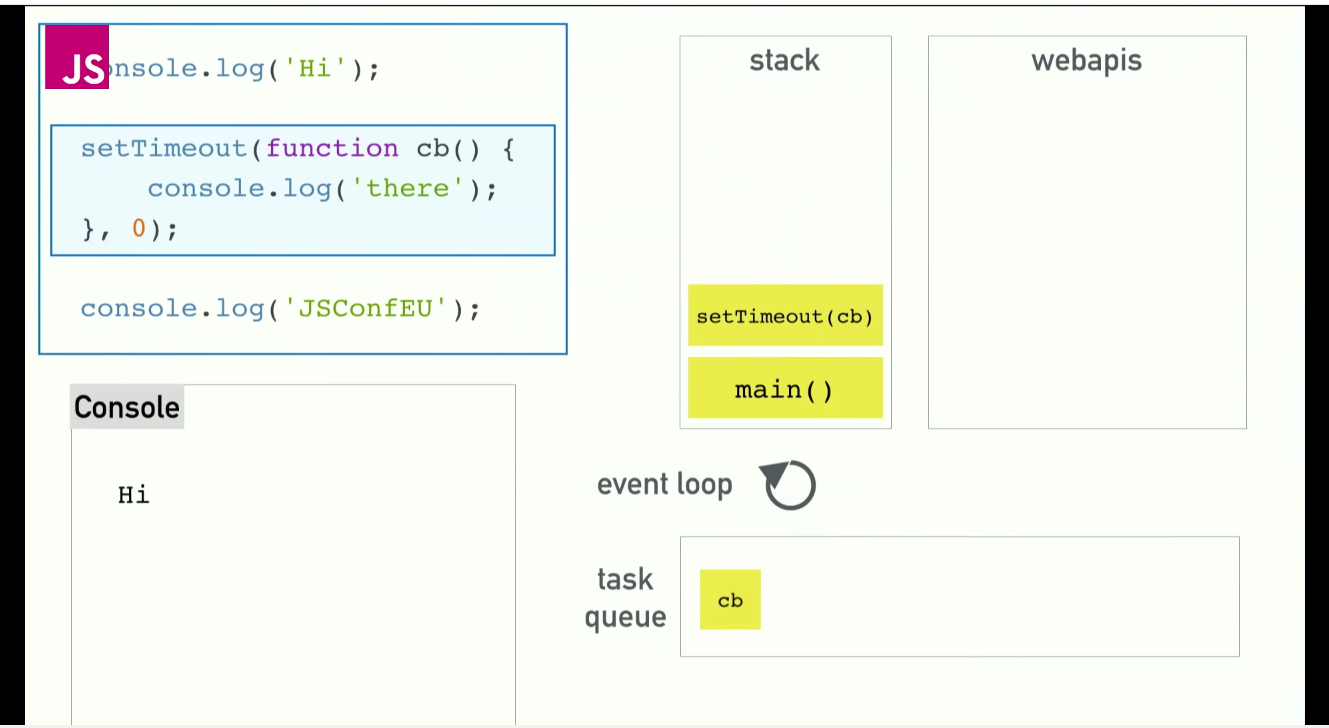 JS
nsole.log('Hi');
setTimeout(function cb() {
    console.log('there');
}, 0);
console.log('JSConfEU');
Console
Hi
stack
setTimeout(cb)
main()
webapis
event loop
task
queue
cb